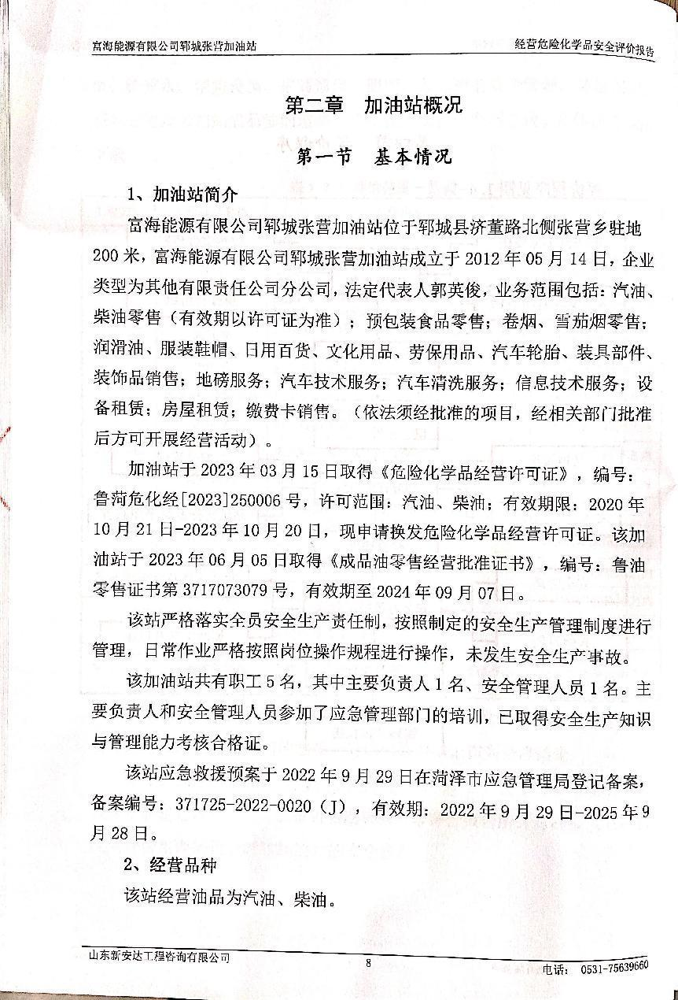 富海能源有限公司郓城张营加油站
经营危险化学品安全评价报告
第二章 加油站概况
第一节 基本情况
1、加油站简介
富海能源有限公司郓城张营加油站位于郓城县济董路北侧张营乡驻地
200 米，富海能源有限公司郓城张营加油站成立于 2012 年 05 月 14 日，企业
类型为其他有限责任公司分公司，法定代表人郭英俊，业务范围包括：汽油、
柴油零售（有效期以许可证为准）；预包装食品零售；卷烟、雪茄烟零售；
润滑油、服装鞋帽、日用百货、文化用品、劳保用品、汽车轮胎、装具部件、
装饰品销售；地磅服务；汽车技术服务；汽车清洗服务；信息技术服务；设
备租赁；房屋租赁；缴费卡销售。（依法须经批准的项目，经相关部门批准
后方可开展经营活动）。
加油站于 2023 年 03 月 15 日取得《危险化学品经营许可证》，编号：
鲁菏危化经[2023]250006 号，许可范围：汽油、柴油；有效期限：2020 年
10 月 21 日-2023 年 10 月 20 日，现申请换发危险化学品经营许可证。该加
油站于 2023 年 06 月 05 日取得《成品油零售经营批准证书》，编号：鲁油
零售证书第 3717073079 号，有效期至 2024 年 09 月 07 日。
该站严格落实全员安全生产责任制，按照制定的安全生产管理制度进行
管理，日常作业严格按照岗位操作规程进行操作，未发生安全生产事故。
该加油站共有职工 5 名，其中主要负责人 1 名、安全管理人员 1 名。主
要负责人和安全管理人员参加了应急管理部门的培训，已取得安全生产知识
与管理能力考核合格证。
该站应急救援预案于 2022 年 9 月 29 日在菏泽市应急管理局登记备案，
备案编号：371725-2022-0020（J），有效期：2022 年 9 月 29 日-2025 年 9
月 28 日。
2、经营品种
该站经营油品为汽油、柴油。
山东新安达工程咨询有限公司
8
电话： 0531-75639660